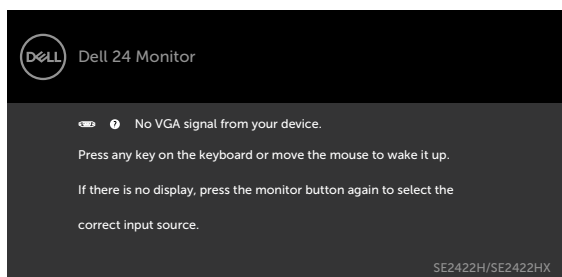 DELL Dell 24 Monitor
? No VGA signal from your device.
Press any key on the keyboard or move the mouse to wake it up.
If there is no display, press the monitor button again to select the
correct input source.
SE2422H/SE2422HX